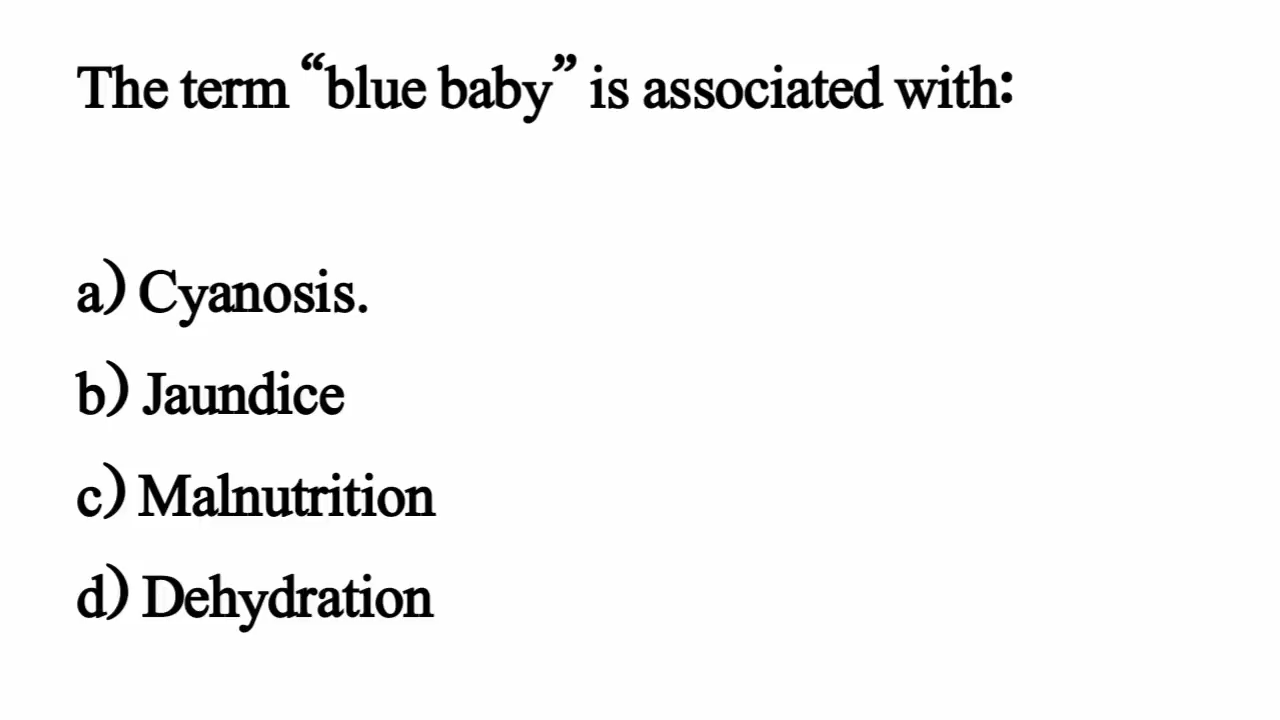 The term “blue baby” is associated with:
a) Cyanosis.
b) Jaundice
c) Malnutrition
d) Dehydration